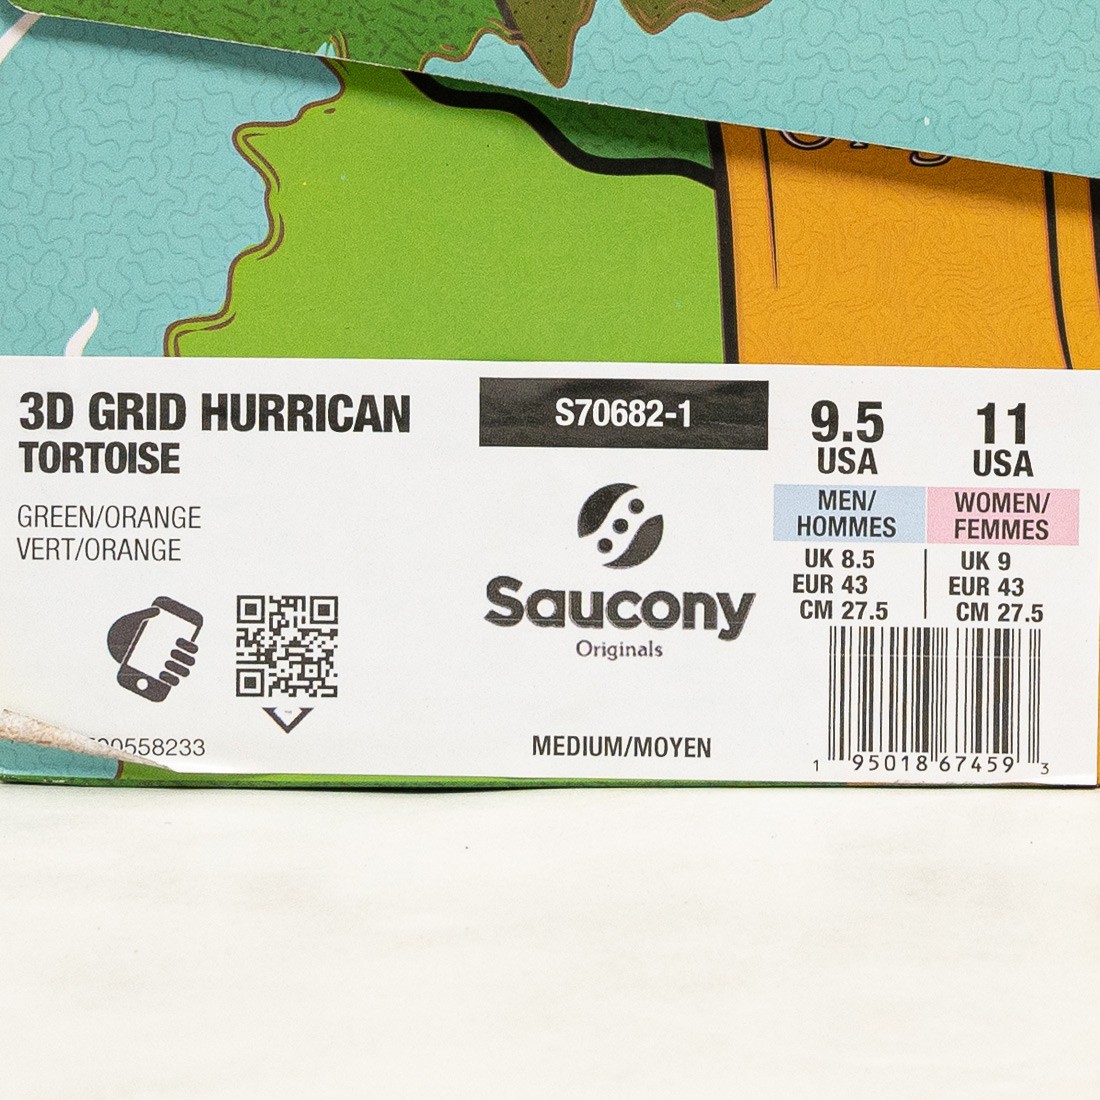 3D GRID HURRICAN
TORTOISE
GREEN/ORANGE
VERT/ORANGE
S70682-1
Saucony
Originals
MEDIUM/MOYEN
9.5
USA
MEN/
HOMMES
UK 8.5
EUR 43
CM 27.5
11
USA
WOMEN/
FEMMES
UK 9
EUR 43
CM 27.5
1 95018 67459 3